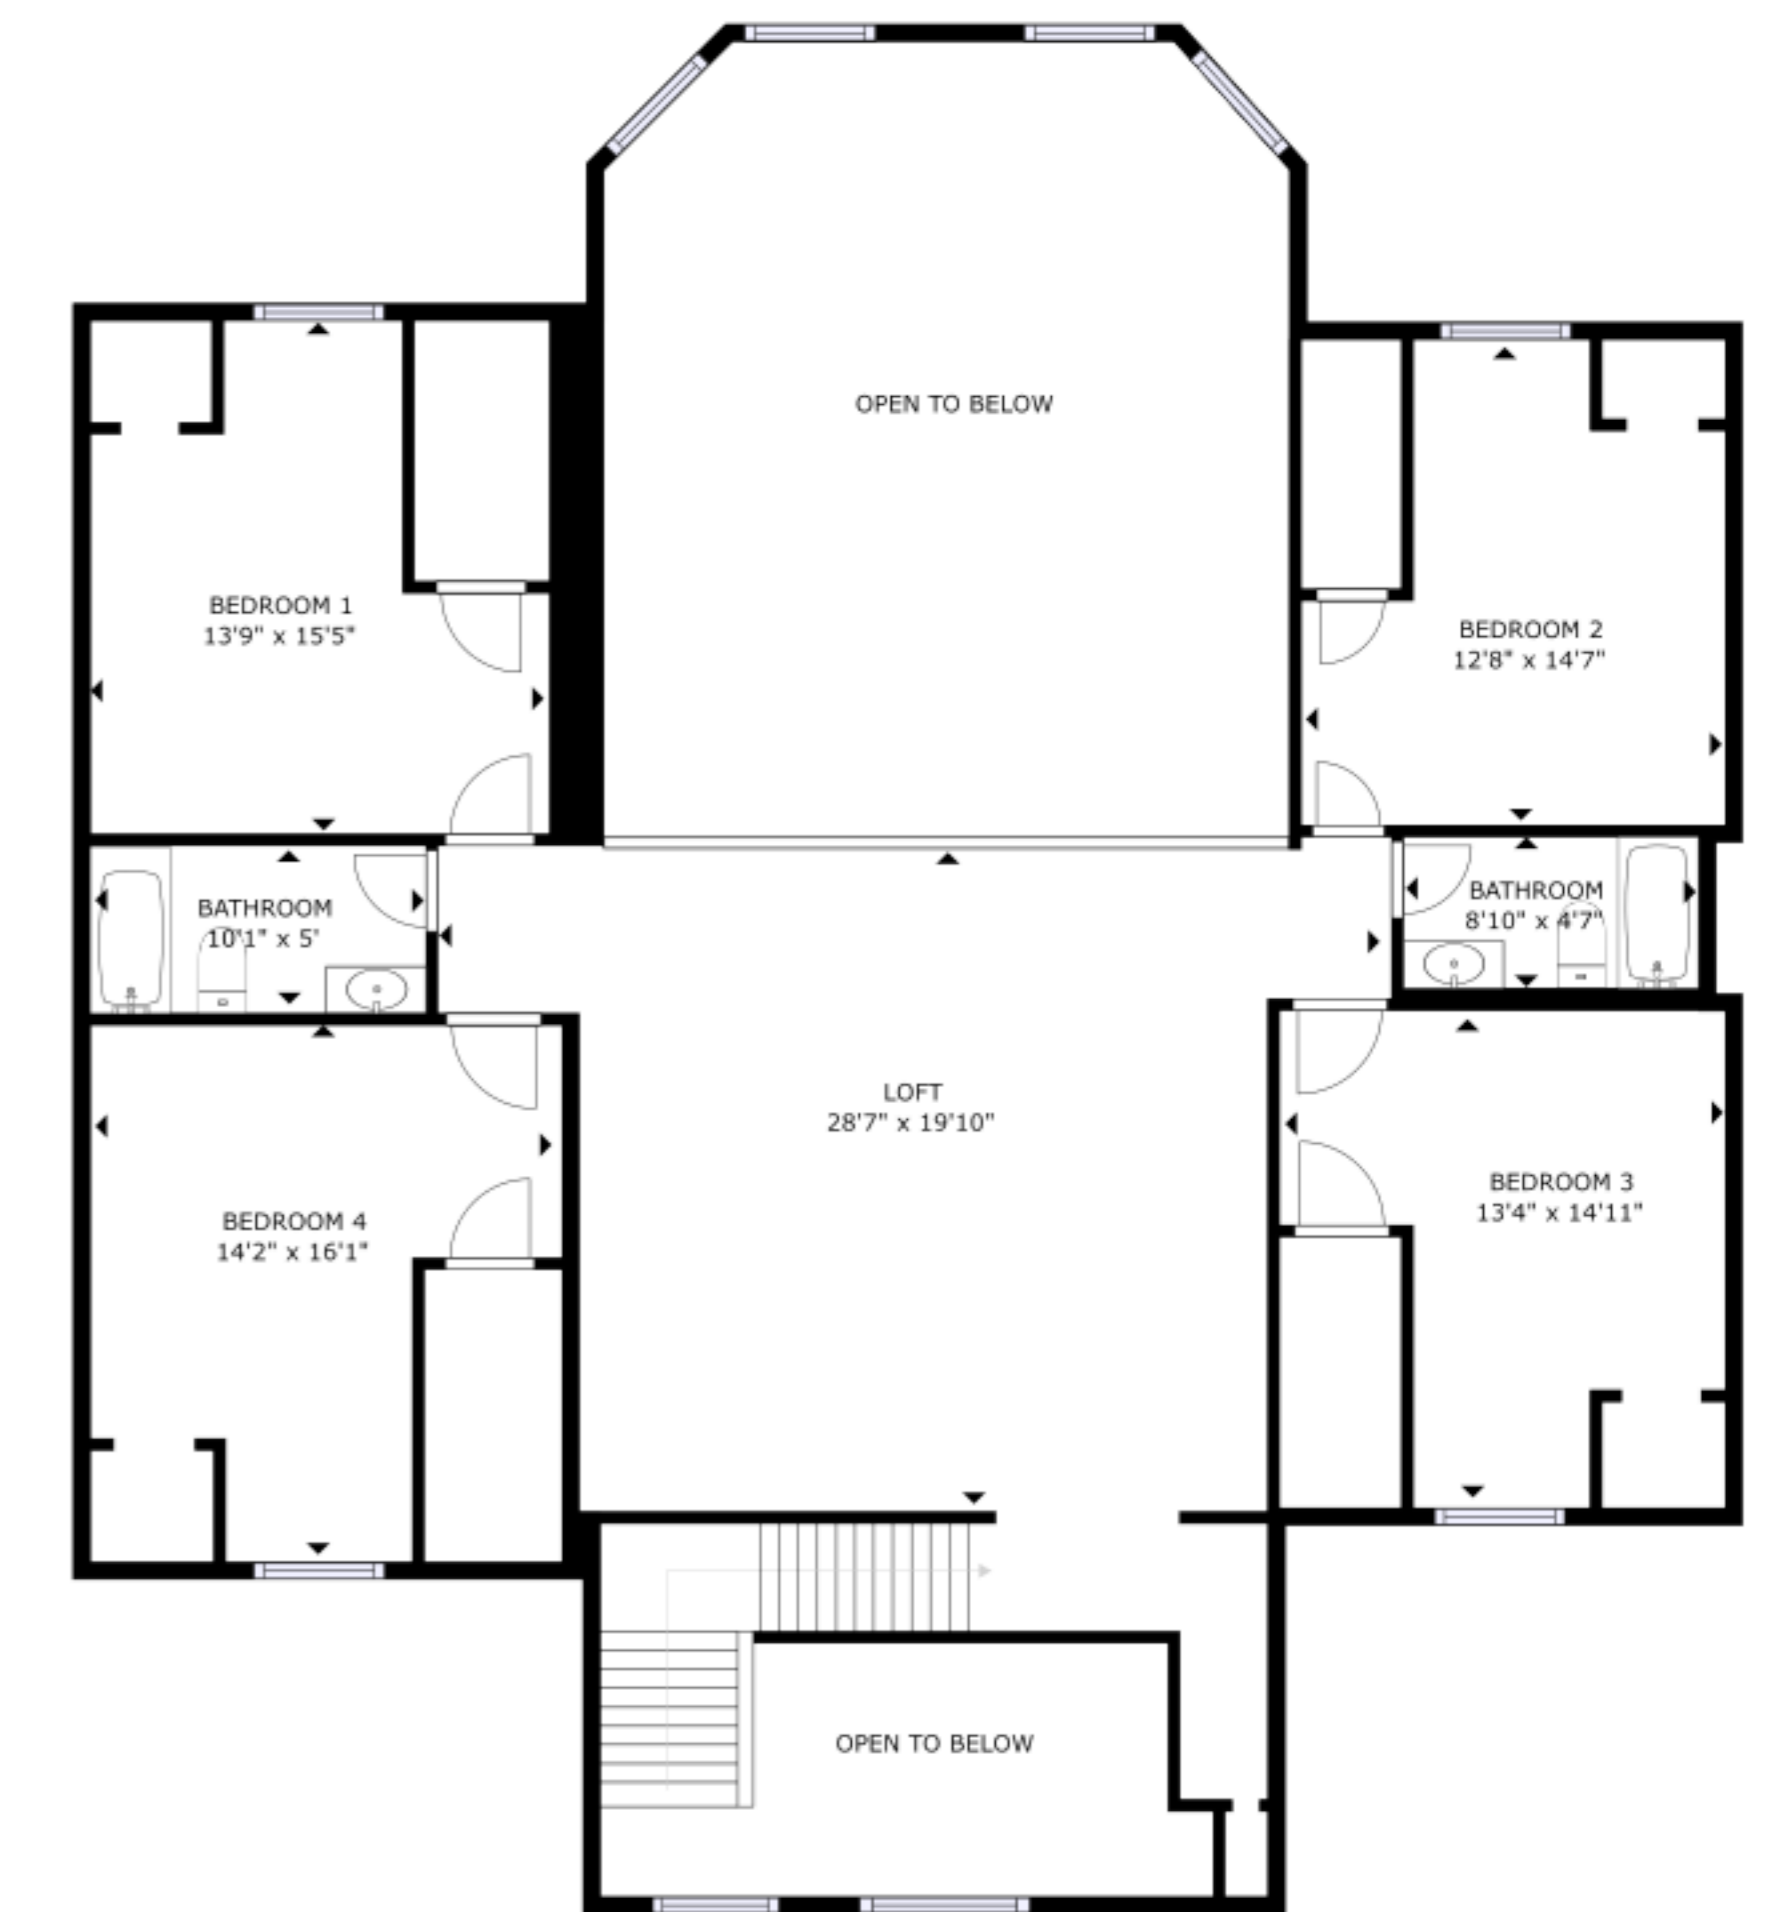 OPEN TO BELOW
BEDROOM 1
13'9" x 15'5"
BEDROOM 2
12'8" x 14'7"
BATHROOM
10'1" x 5'
BATHROOM
8'10" x 4'7"
LOFT
28'7" x 19'10"
BEDROOM 3
13'4" x 14'11"
BEDROOM 4
14'2" x 16'1"
OPEN TO BELOW